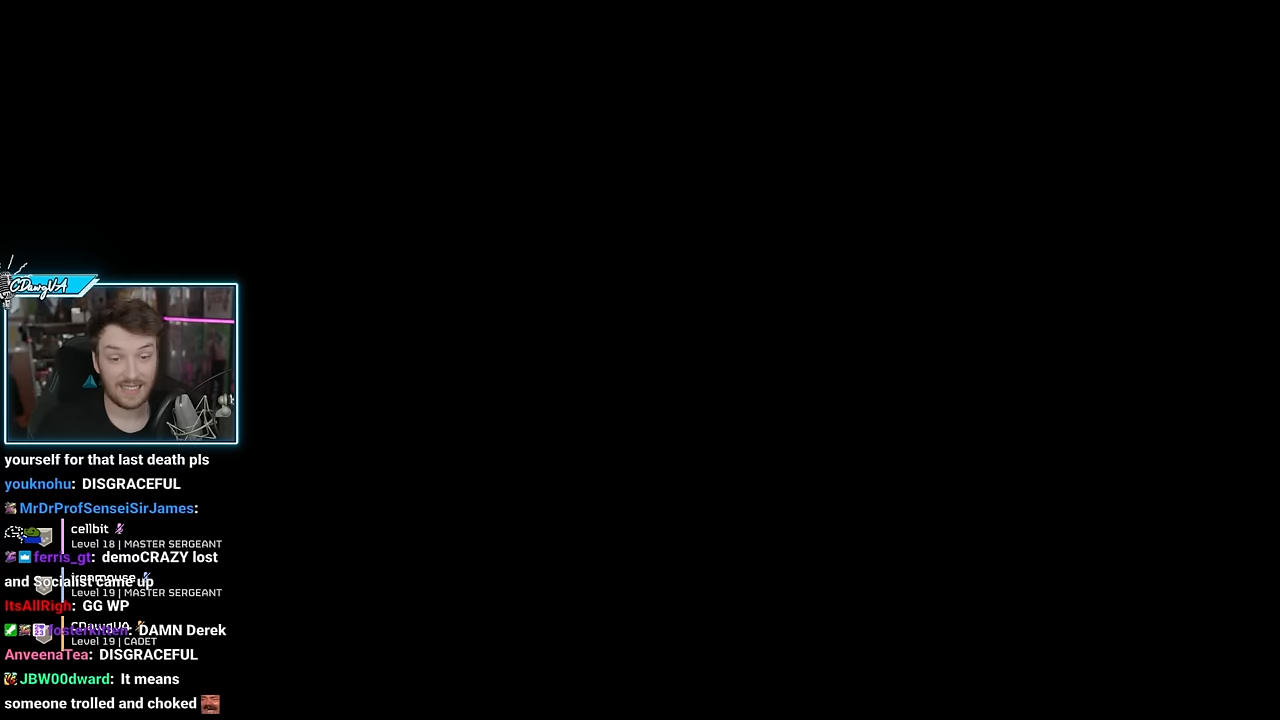 CDawgVA
yourself for that last death pls
youknohu: DISGRACEFUL
MrDrProfSenseiSirJames:
cellbit
Level 18 | MASTER SERGEANT
ferris_gt: demoCRAZY lost
and Socialist came up
ironmouse
Level 19 | MASTER SERGEANT
ItsAllRigh: GG WP
CDawgVA
fosterkitten: DAMN Derek
Level 19 | CADET
AnveenaTea: DISGRACEFUL
JBW00dward: It means
someone trolled and choked